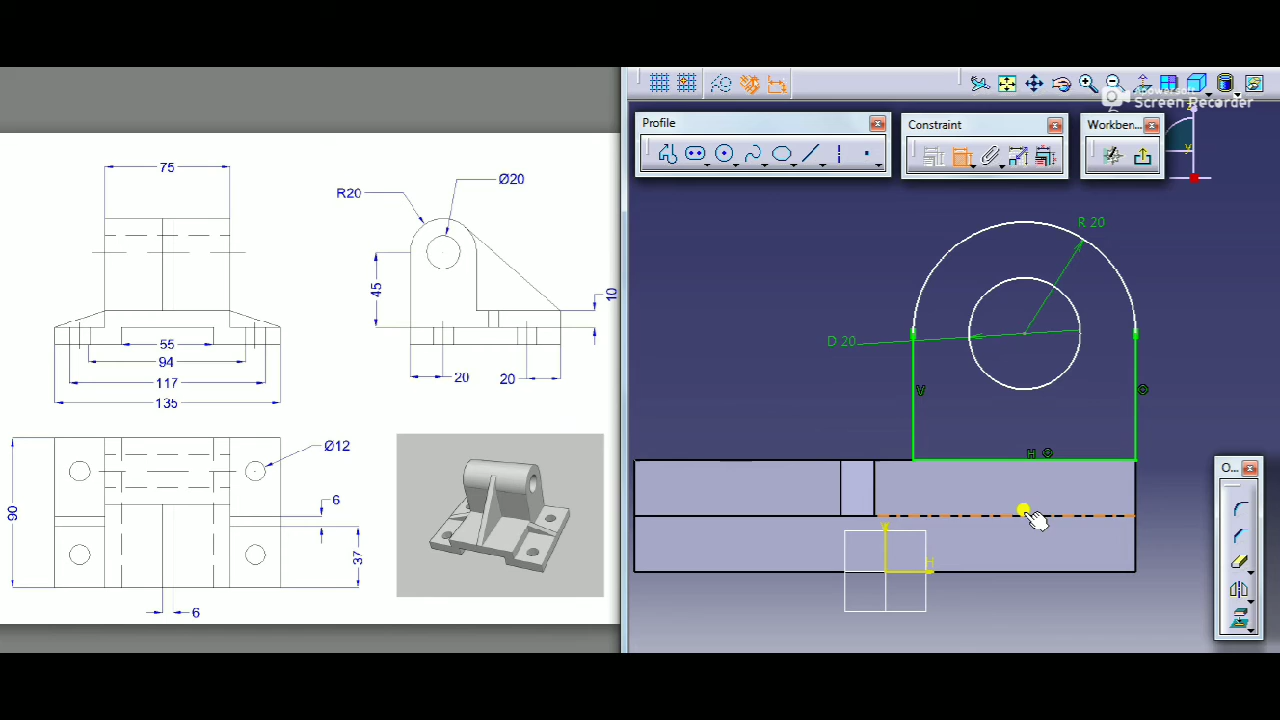 75
R20
Ø20
45
10
55
94
117
135
20
20
Ø12
90
6
37
6
Profile
Constraint
Workben...
Screen Recorder
y
R 20
D 20
V
H
V
H
O...